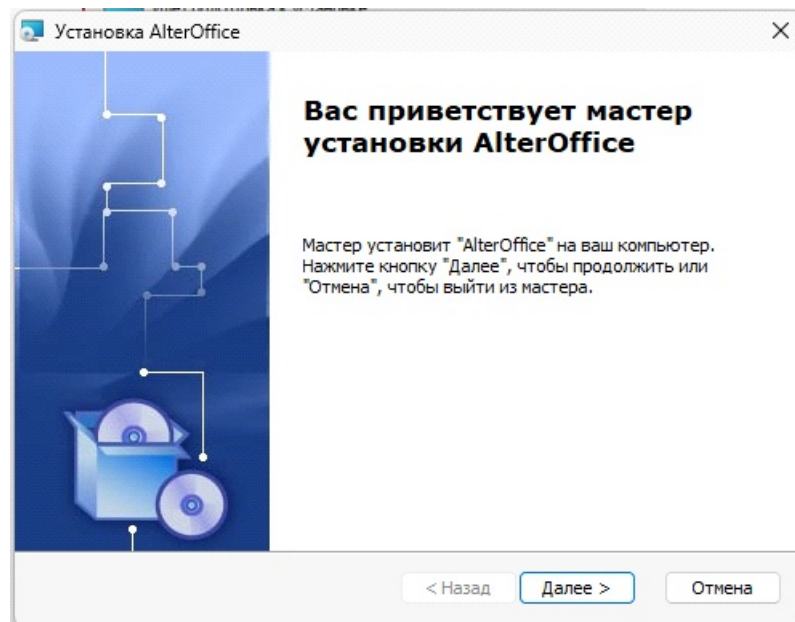 Установка AlterOffice
Вас приветствует мастер
установки AlterOffice
Мастер установит "AlterOffice" на ваш компьютер.
Нажмите кнопку "Далее", чтобы продолжить или
"Отмена", чтобы выйти из мастера.
< Назад Далее > Отмена